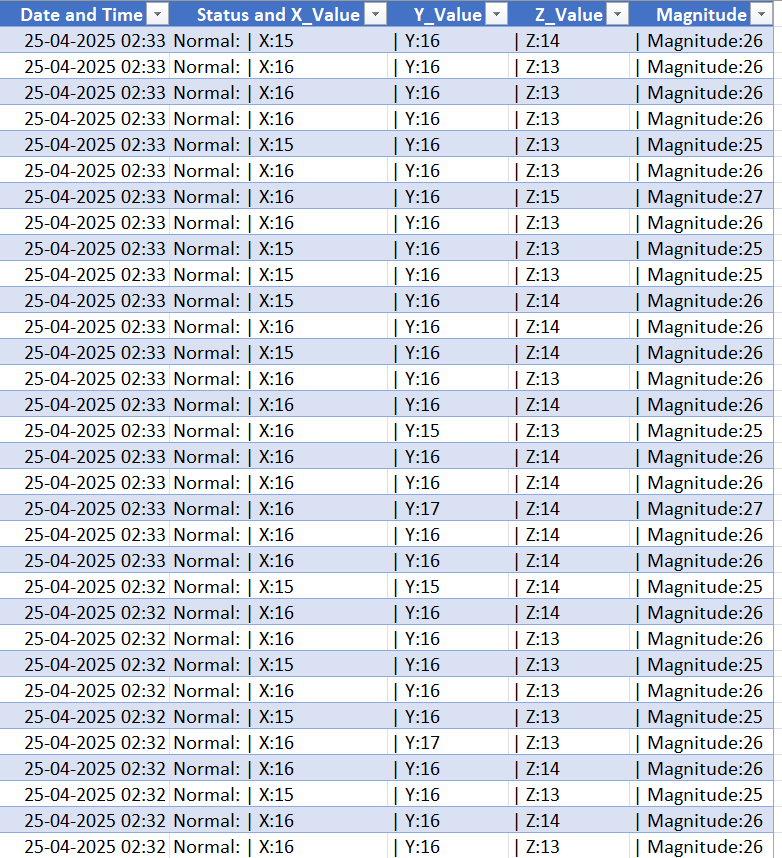 Date and Time Status and X_Value Y_Value Z_Value Magnitude
25-04-2025 02:33 Normal: | X:15 | Y:16 | Z:14 | Magnitude:26
25-04-2025 02:33 Normal: | X:16 | Y:16 | Z:13 | Magnitude:26
25-04-2025 02:33 Normal: | X:16 | Y:16 | Z:13 | Magnitude:26
25-04-2025 02:33 Normal: | X:16 | Y:16 | Z:13 | Magnitude:26
25-04-2025 02:33 Normal: | X:15 | Y:16 | Z:13 | Magnitude:25
25-04-2025 02:33 Normal: | X:16 | Y:16 | Z:13 | Magnitude:26
25-04-2025 02:33 Normal: | X:16 | Y:16 | Z:15 | Magnitude:27
25-04-2025 02:33 Normal: | X:16 | Y:16 | Z:13 | Magnitude:26
25-04-2025 02:33 Normal: | X:15 | Y:16 | Z:13 | Magnitude:25
25-04-2025 02:33 Normal: | X:15 | Y:16 | Z:13 | Magnitude:25
25-04-2025 02:33 Normal: | X:15 | Y:16 | Z:14 | Magnitude:26
25-04-2025 02:33 Normal: | X:16 | Y:16 | Z:14 | Magnitude:26
25-04-2025 02:33 Normal: | X:15 | Y:16 | Z:14 | Magnitude:26
25-04-2025 02:33 Normal: | X:16 | Y:16 | Z:13 | Magnitude:26
25-04-2025 02:33 Normal: | X:16 | Y:16 | Z:14 | Magnitude:26
25-04-2025 02:33 Normal: | X:16 | Y:15 | Z:13 | Magnitude:25
25-04-2025 02:33 Normal: | X:16 | Y:16 | Z:14 | Magnitude:26
25-04-2025 02:33 Normal: | X:16 | Y:16 | Z:14 | Magnitude:26
25-04-2025 02:33 Normal: | X:16 | Y:17 | Z:14 | Magnitude:27
25-04-2025 02:33 Normal: | X:16 | Y:16 | Z:14 | Magnitude:26
25-04-2025 02:33 Normal: | X:16 | Y:16 | Z:14 | Magnitude:26
25-04-2025 02:32 Normal: | X:15 | Y:15 | Z:14 | Magnitude:25
25-04-2025 02:32 Normal: | X:16 | Y:16 | Z:14 | Magnitude:26
25-04-2025 02:32 Normal: | X:16 | Y:16 | Z:13 | Magnitude:26
25-04-2025 02:32 Normal: | X:15 | Y:16 | Z:13 | Magnitude:25
25-04-2025 02:32 Normal: | X:16 | Y:16 | Z:13 | Magnitude:26
25-04-2025 02:32 Normal: | X:15 | Y:16 | Z:13 | Magnitude:25
25-04-2025 02:32 Normal: | X:16 | Y:17 | Z:13 | Magnitude:26
25-04-2025 02:32 Normal: | X:16 | Y:16 | Z:14 | Magnitude:26
25-04-2025 02:32 Normal: | X:15 | Y:16 | Z:13 | Magnitude:25
25-04-2025 02:32 Normal: | X:16 | Y:16 | Z:14 | Magnitude:26
25-04-2025 02:32 Normal: | X:16 | Y:16 | Z:13 | Magnitude:26